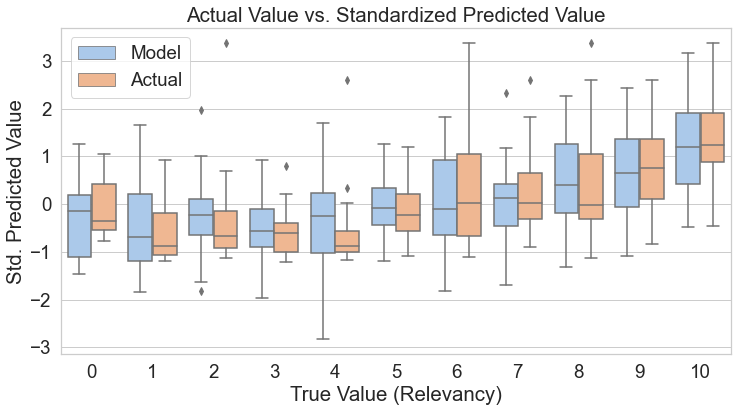 Actual Value vs. Standardized Predicted Value
Model
Actual
Std. Predicted Value
3
2
1
0
−1
−2
−3
0 1 2 3 4 5 6 7 8 9 10
True Value (Relevancy)